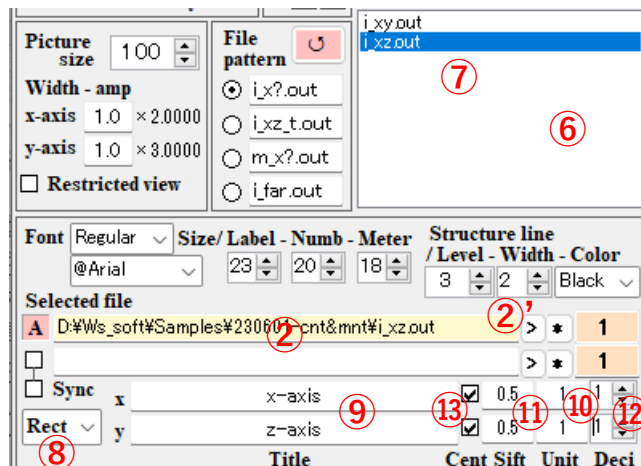 Picture size 100
Width - amp
x-axis 1.0 × 2.0000
y-axis 1.0 × 3.0000
Restricted view
File pattern ↺
i_x?.out
i_xz_t.out
m_x?.out
i_far.out
i_xy.out
i_xz.out
⑦
⑥
Font Regular Size/ Label - Numb - Meter
@Arial 23 20 18
Structure line
/ Level - Width - Color
3 2 Black
Selected file
②'
A D:¥Ws_soft¥Samples¥230601-cnt&mnt¥i_xz.out > * 1
②
> * 1
Sync x x-axis 0.5 1 1
⑨ ⑬ ⑪ ⑩ ⑫
Rect y z-axis 0.5 1 1
⑧
Title Cent Sift Unit Deci